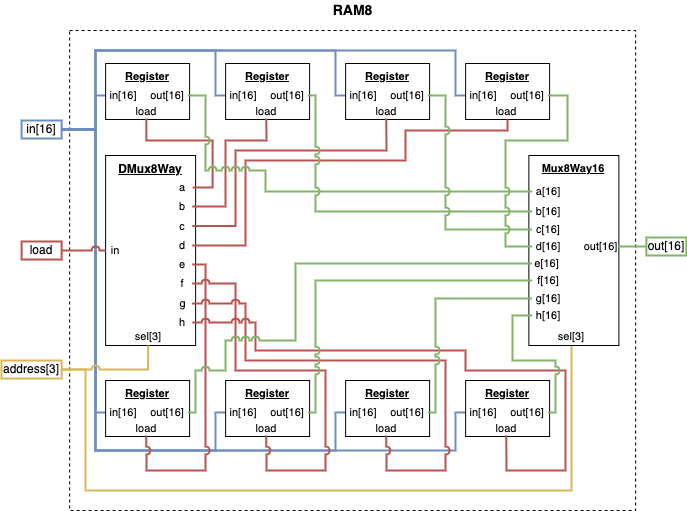 RAM8
Register Register Register Register
in[16] out[16] in[16] out[16] in[16] out[16] in[16] out[16]
load load load load
in[16]
DMux8Way Mux8Way16
a a[16]
b b[16]
c c[16]
load in d d[16] out[16] out[16]
e e[16]
f f[16]
g g[16]
h h[16]
sel[3] sel[3]
address[3]
Register Register Register Register
in[16] out[16] in[16] out[16] in[16] out[16] in[16] out[16]
load load load load